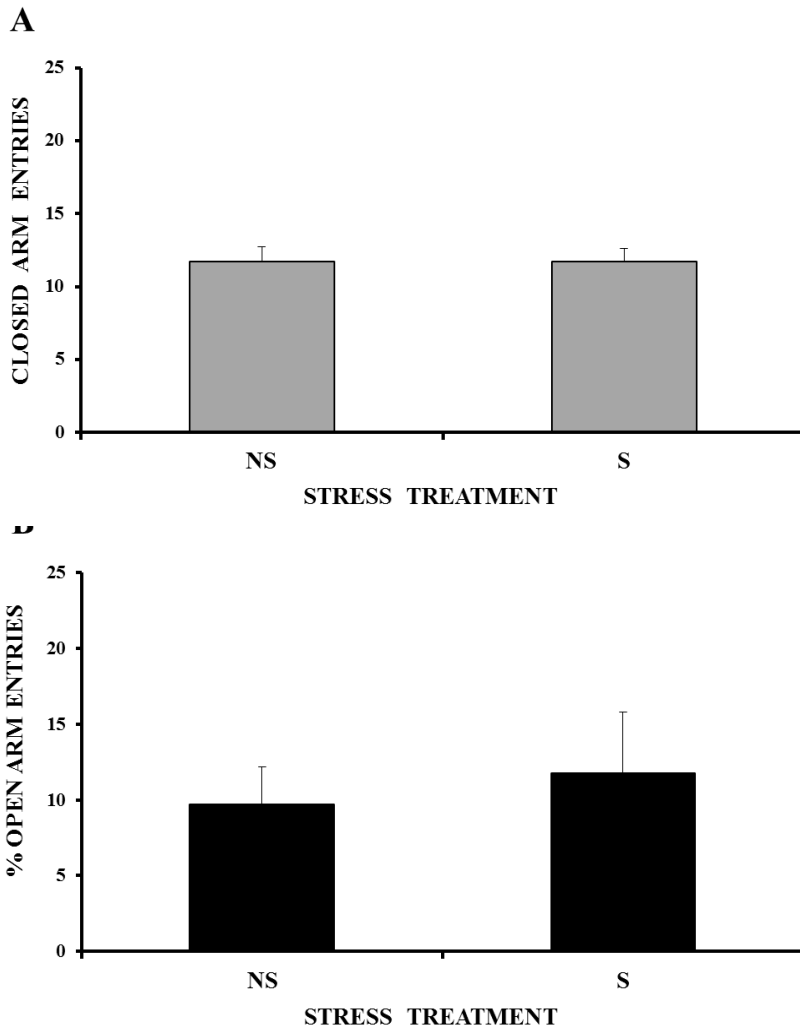 A
25
20
15
10
5
0
CLOSED ARM ENTRIES
NS S
STRESS TREATMENT
B
25
20
15
10
5
0
% OPEN ARM ENTRIES
NS S
STRESS TREATMENT